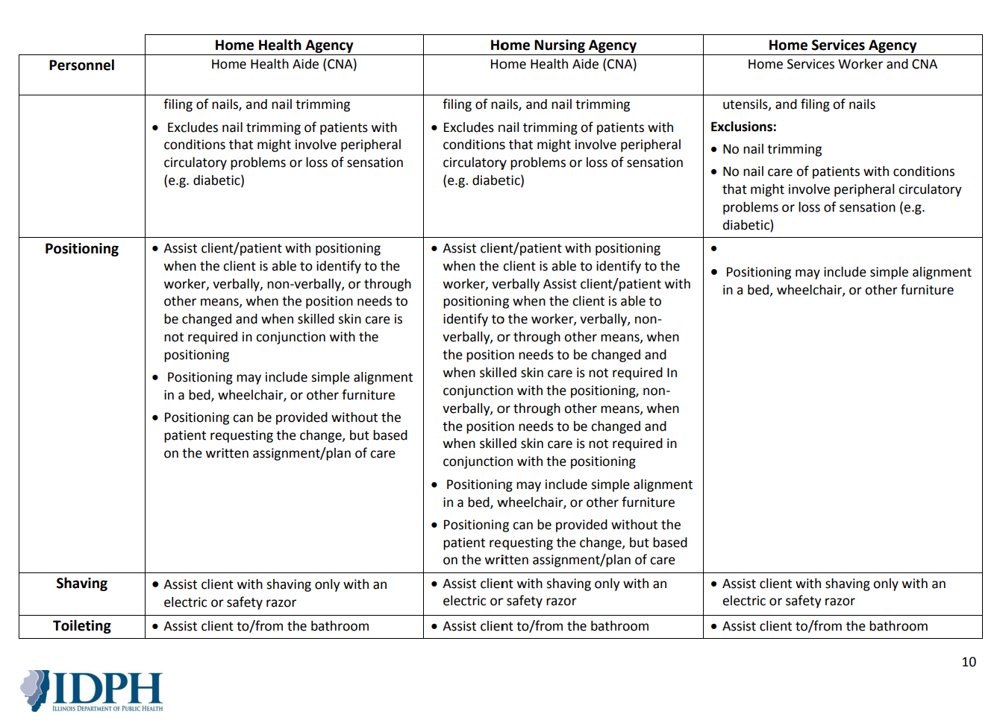 Home Health Agency
Home Nursing Agency
Home Services Agency
Personnel
Home Health Aide (CNA)
Home Health Aide (CNA)
Home Services Worker and CNA
filing of nails, and nail trimming
• Excludes nail trimming of patients with
conditions that might involve peripheral
circulatory problems or loss of sensation
(e.g. diabetic)
filing of nails, and nail trimming
• Excludes nail trimming of patients with
conditions that might involve peripheral
circulatory problems or loss of sensation
(e.g. diabetic)
utensils, and filing of nails
Exclusions:
• No nail trimming
• No nail care of patients with conditions
that might involve peripheral circulatory
problems or loss of sensation (e.g.
diabetic)
Positioning
• Assist client/patient with positioning
when the client is able to identify to the
worker, verbally, non-verbally, or through
other means, when the position needs to
be changed and when skilled skin care is
not required in conjunction with the
positioning
• Positioning may include simple alignment
in a bed, wheelchair, or other furniture
• Positioning can be provided without the
patient requesting the change, but based
on the written assignment/plan of care
• Assist client/patient with positioning
when the client is able to identify to the
worker, verbally Assist client/patient with
positioning when the client is able to
identify to the worker, verbally, non-
verbally, or through other means, when
the position needs to be changed and
when skilled skin care is not required In
conjunction with the positioning, non-
verbally, or through other means, when
the position needs to be changed and
when skilled skin care is not required in
conjunction with the positioning
• Positioning may include simple alignment
in a bed, wheelchair, or other furniture
• Positioning can be provided without the
patient requesting the change, but based
on the written assignment/plan of care
•
• Positioning may include simple alignment
in a bed, wheelchair, or other furniture
Shaving
• Assist client with shaving only with an
electric or safety razor
• Assist client with shaving only with an
electric or safety razor
• Assist client with shaving only with an
electric or safety razor
Toileting
• Assist client to/from the bathroom
• Assist client to/from the bathroom
• Assist client to/from the bathroom
10
IDPH
ILLINOIS DEPARTMENT OF PUBLIC HEALTH